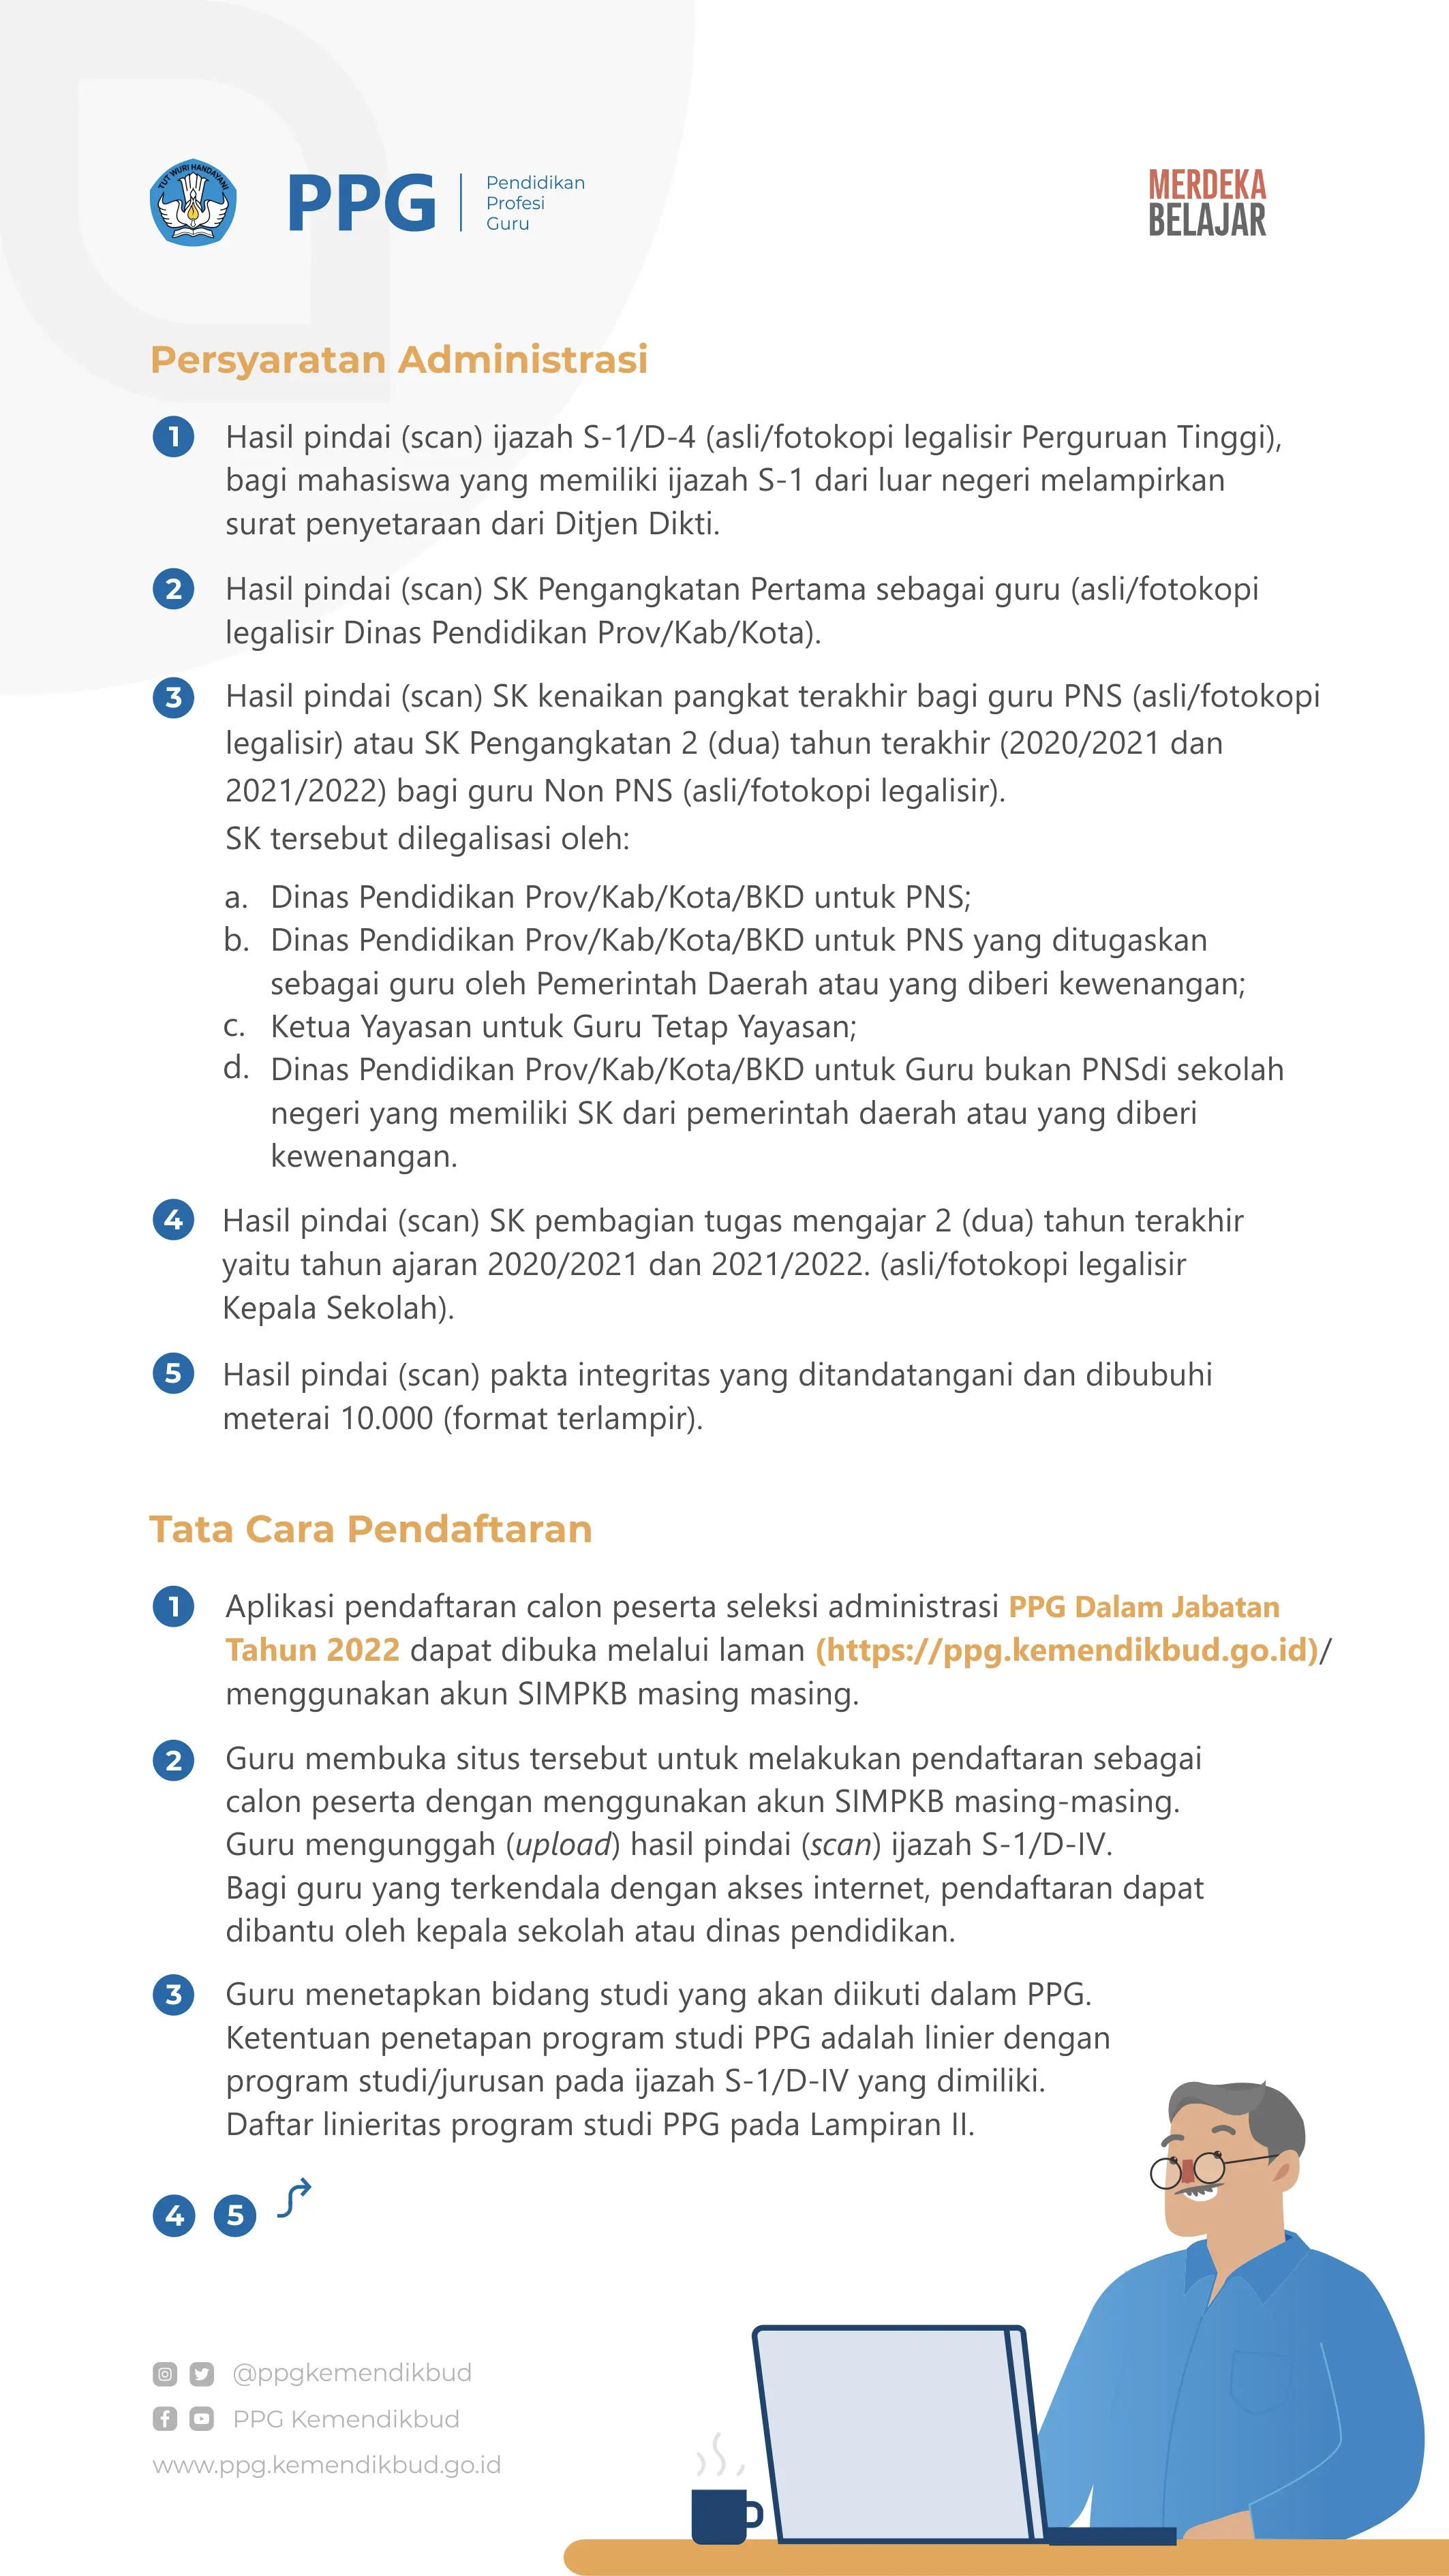 TUT WURI HANDAYANI
PPG
Pendidikan
Profesi
Guru
MERDEKA
BELAJAR
Persyaratan Administrasi
1 Hasil pindai (scan) ijazah S-1/D-4 (asli/fotokopi legalisir Perguruan Tinggi),
bagi mahasiswa yang memiliki ijazah S-1 dari luar negeri melampirkan
surat penyetaraan dari Ditjen Dikti.
2 Hasil pindai (scan) SK Pengangkatan Pertama sebagai guru (asli/fotokopi
legalisir Dinas Pendidikan Prov/Kab/Kota).
3 Hasil pindai (scan) SK kenaikan pangkat terakhir bagi guru PNS (asli/fotokopi
legalisir) atau SK Pengangkatan 2 (dua) tahun terakhir (2020/2021 dan
2021/2022) bagi guru Non PNS (asli/fotokopi legalisir).
SK tersebut dilegalisasi oleh:
a. Dinas Pendidikan Prov/Kab/Kota/BKD untuk PNS;
b. Dinas Pendidikan Prov/Kab/Kota/BKD untuk PNS yang ditugaskan
sebagai guru oleh Pemerintah Daerah atau yang diberi kewenangan;
c. Ketua Yayasan untuk Guru Tetap Yayasan;
d. Dinas Pendidikan Prov/Kab/Kota/BKD untuk Guru bukan PNSdi sekolah
negeri yang memiliki SK dari pemerintah daerah atau yang diberi
kewenangan.
4 Hasil pindai (scan) SK pembagian tugas mengajar 2 (dua) tahun terakhir
yaitu tahun ajaran 2020/2021 dan 2021/2022. (asli/fotokopi legalisir
Kepala Sekolah).
5 Hasil pindai (scan) pakta integritas yang ditandatangani dan dibubuhi
meterai 10.000 (format terlampir).
Tata Cara Pendaftaran
1 Aplikasi pendaftaran calon peserta seleksi administrasi PPG Dalam Jabatan
Tahun 2022 dapat dibuka melalui laman (https://ppg.kemendikbud.go.id)/
menggunakan akun SIMPKB masing masing.
2 Guru membuka situs tersebut untuk melakukan pendaftaran sebagai
calon peserta dengan menggunakan akun SIMPKB masing-masing.
Guru mengunggah (upload) hasil pindai (scan) ijazah S-1/D-IV.
Bagi guru yang terkendala dengan akses internet, pendaftaran dapat
dibantu oleh kepala sekolah atau dinas pendidikan.
3 Guru menetapkan bidang studi yang akan diikuti dalam PPG.
Ketentuan penetapan program studi PPG adalah linier dengan
program studi/jurusan pada ijazah S-1/D-IV yang dimiliki.
Daftar linieritas program studi PPG pada Lampiran II.
4 5
@ppgkemendikbud
PPG Kemendikbud
www.ppg.kemendikbud.go.id